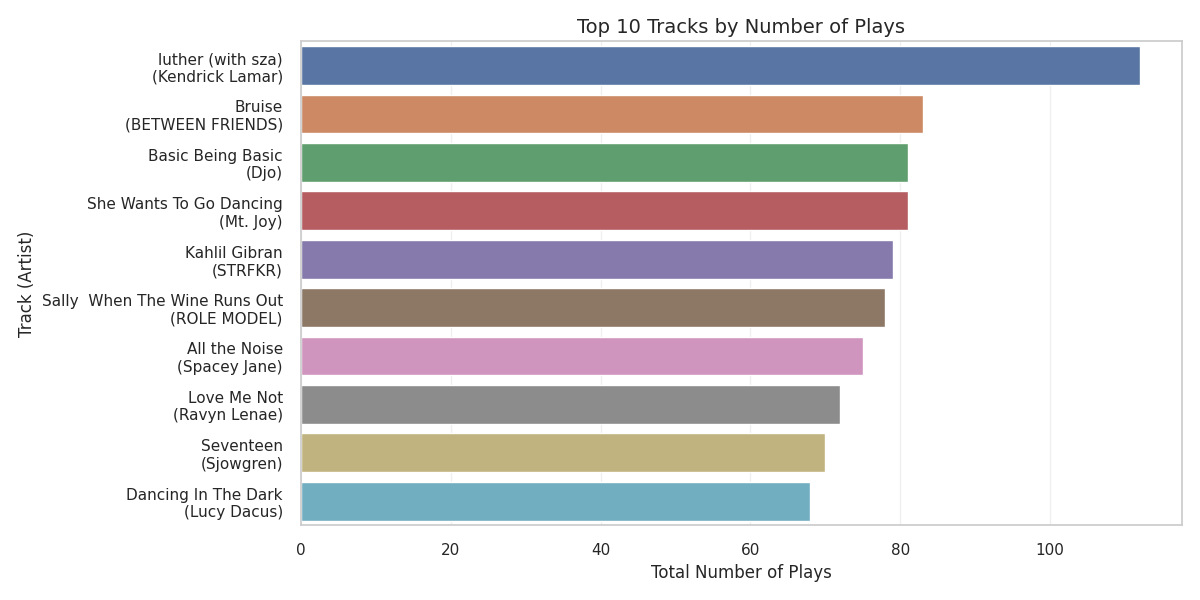 Top 10 Tracks by Number of Plays
luther (with sza)
(Kendrick Lamar)
Bruise
(BETWEEN FRIENDS)
Basic Being Basic
(Djo)
She Wants To Go Dancing
(Mt. Joy)
Kahlil Gibran
(STRFKR)
Sally  When The Wine Runs Out
(ROLE MODEL)
All the Noise
(Spacey Jane)
Love Me Not
(Ravyn Lenae)
Seventeen
(Sjowgren)
Dancing In The Dark
(Lucy Dacus)
Track (Artist)
0 20 40 60 80 100
Total Number of Plays